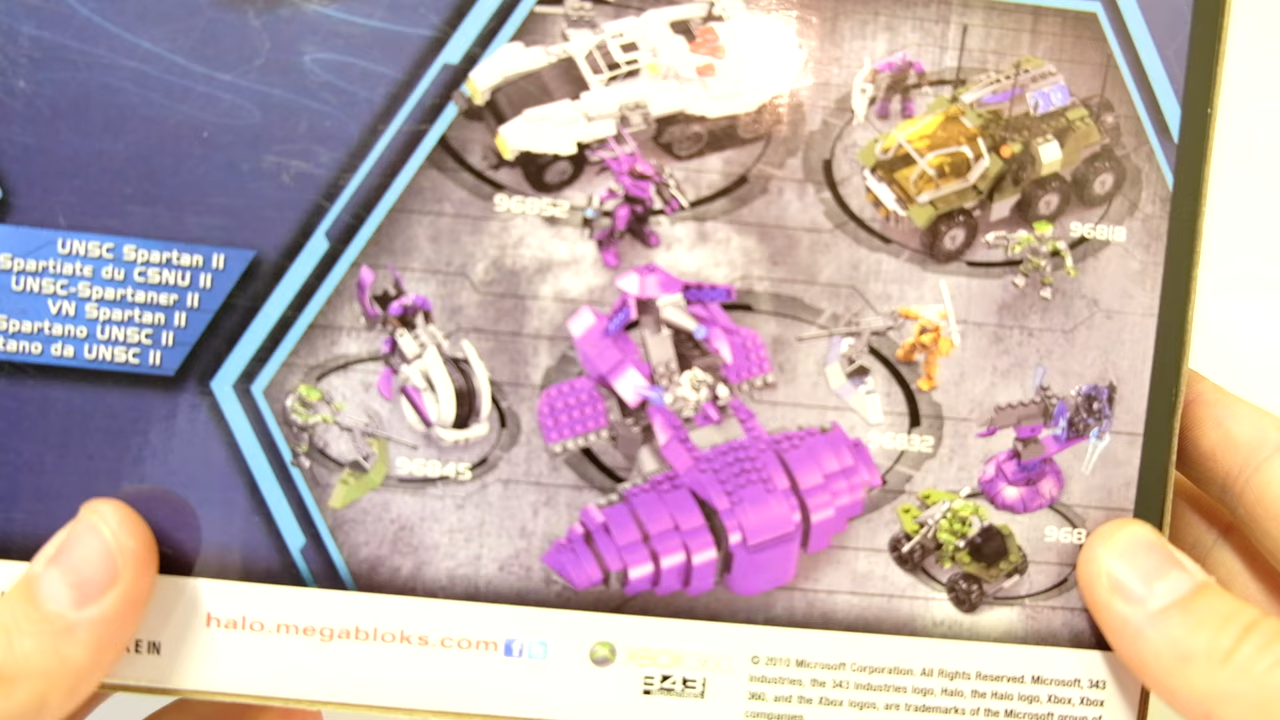 96852
96818
UNSC Spartan II
Spartiate du CSNU II
UNSC-Spartaner II
VN Spartan II
Spartano UNSC II
tano da UNSC II
96845
96832
968
halo.megabloks.com
E IN
343
© 2010 Microsoft Corporation. All Rights Reserved. Microsoft, 343
Industries, the 343 Industries logo, Halo, the Halo logo, Xbox, Xbox
360, and the Xbox logos, are trademarks of the Microsoft group of
companies.